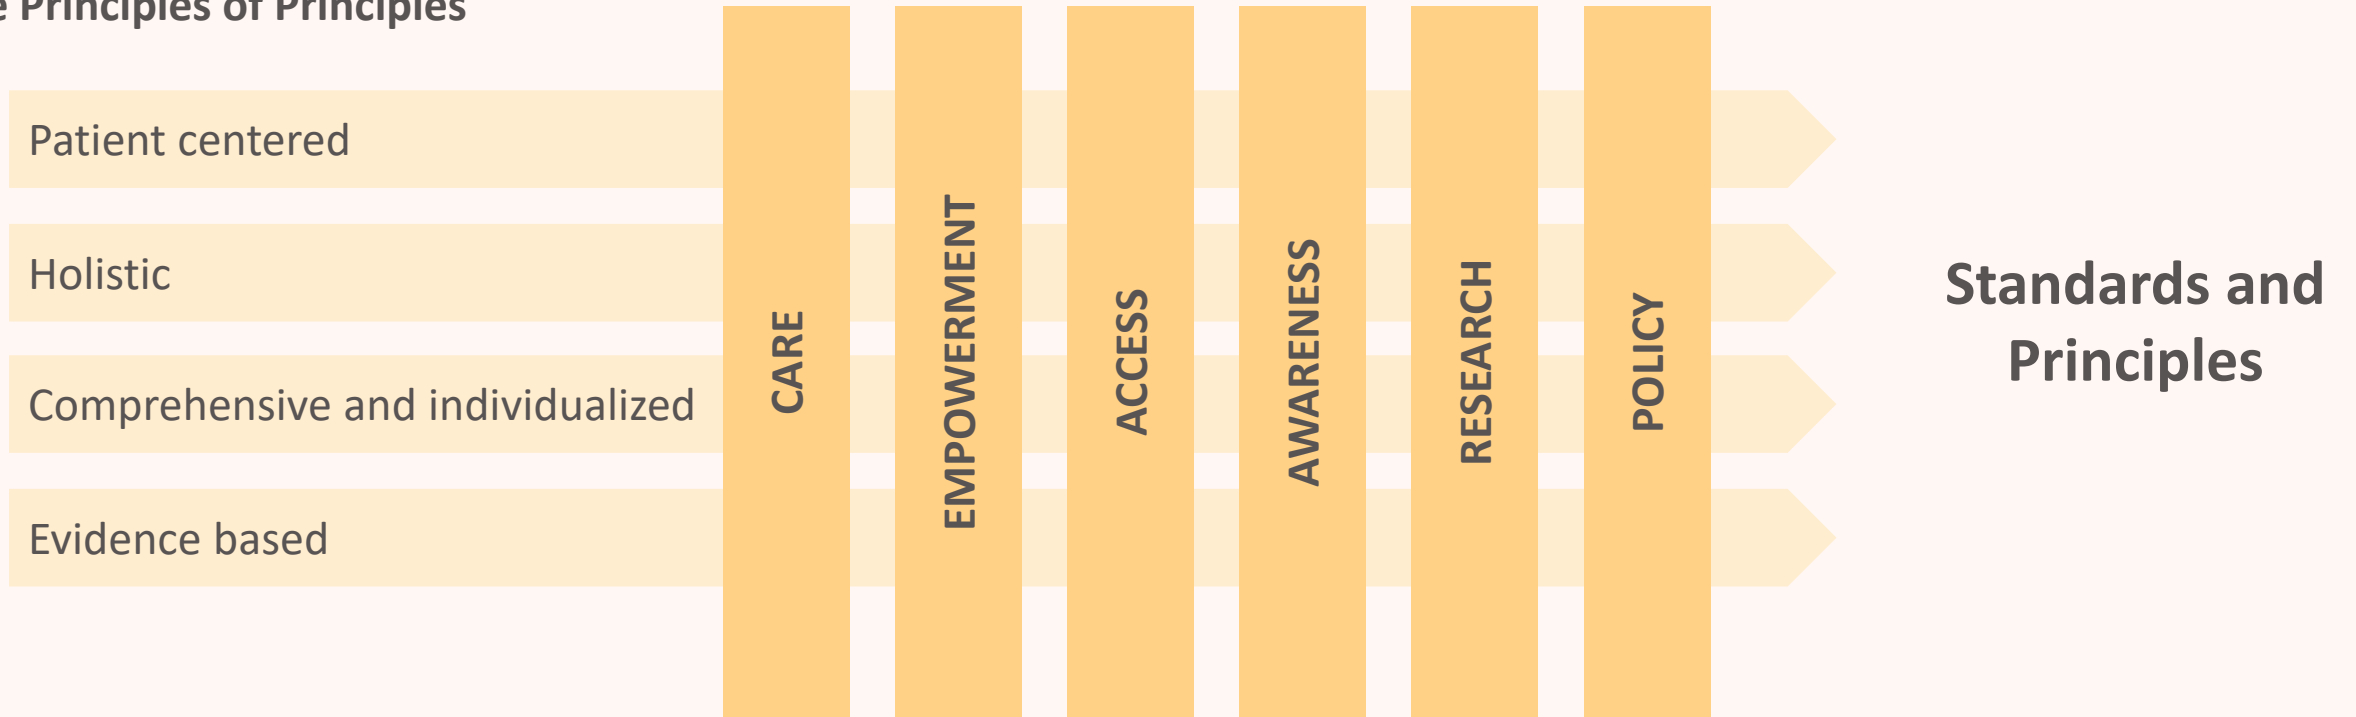 Principles of Principles
Patient centered
Holistic
Comprehensive and individualized
Evidence based
CARE
EMPOWERMENT
ACCESS
AWARENESS
RESEARCH
POLICY
Standards and
Principles